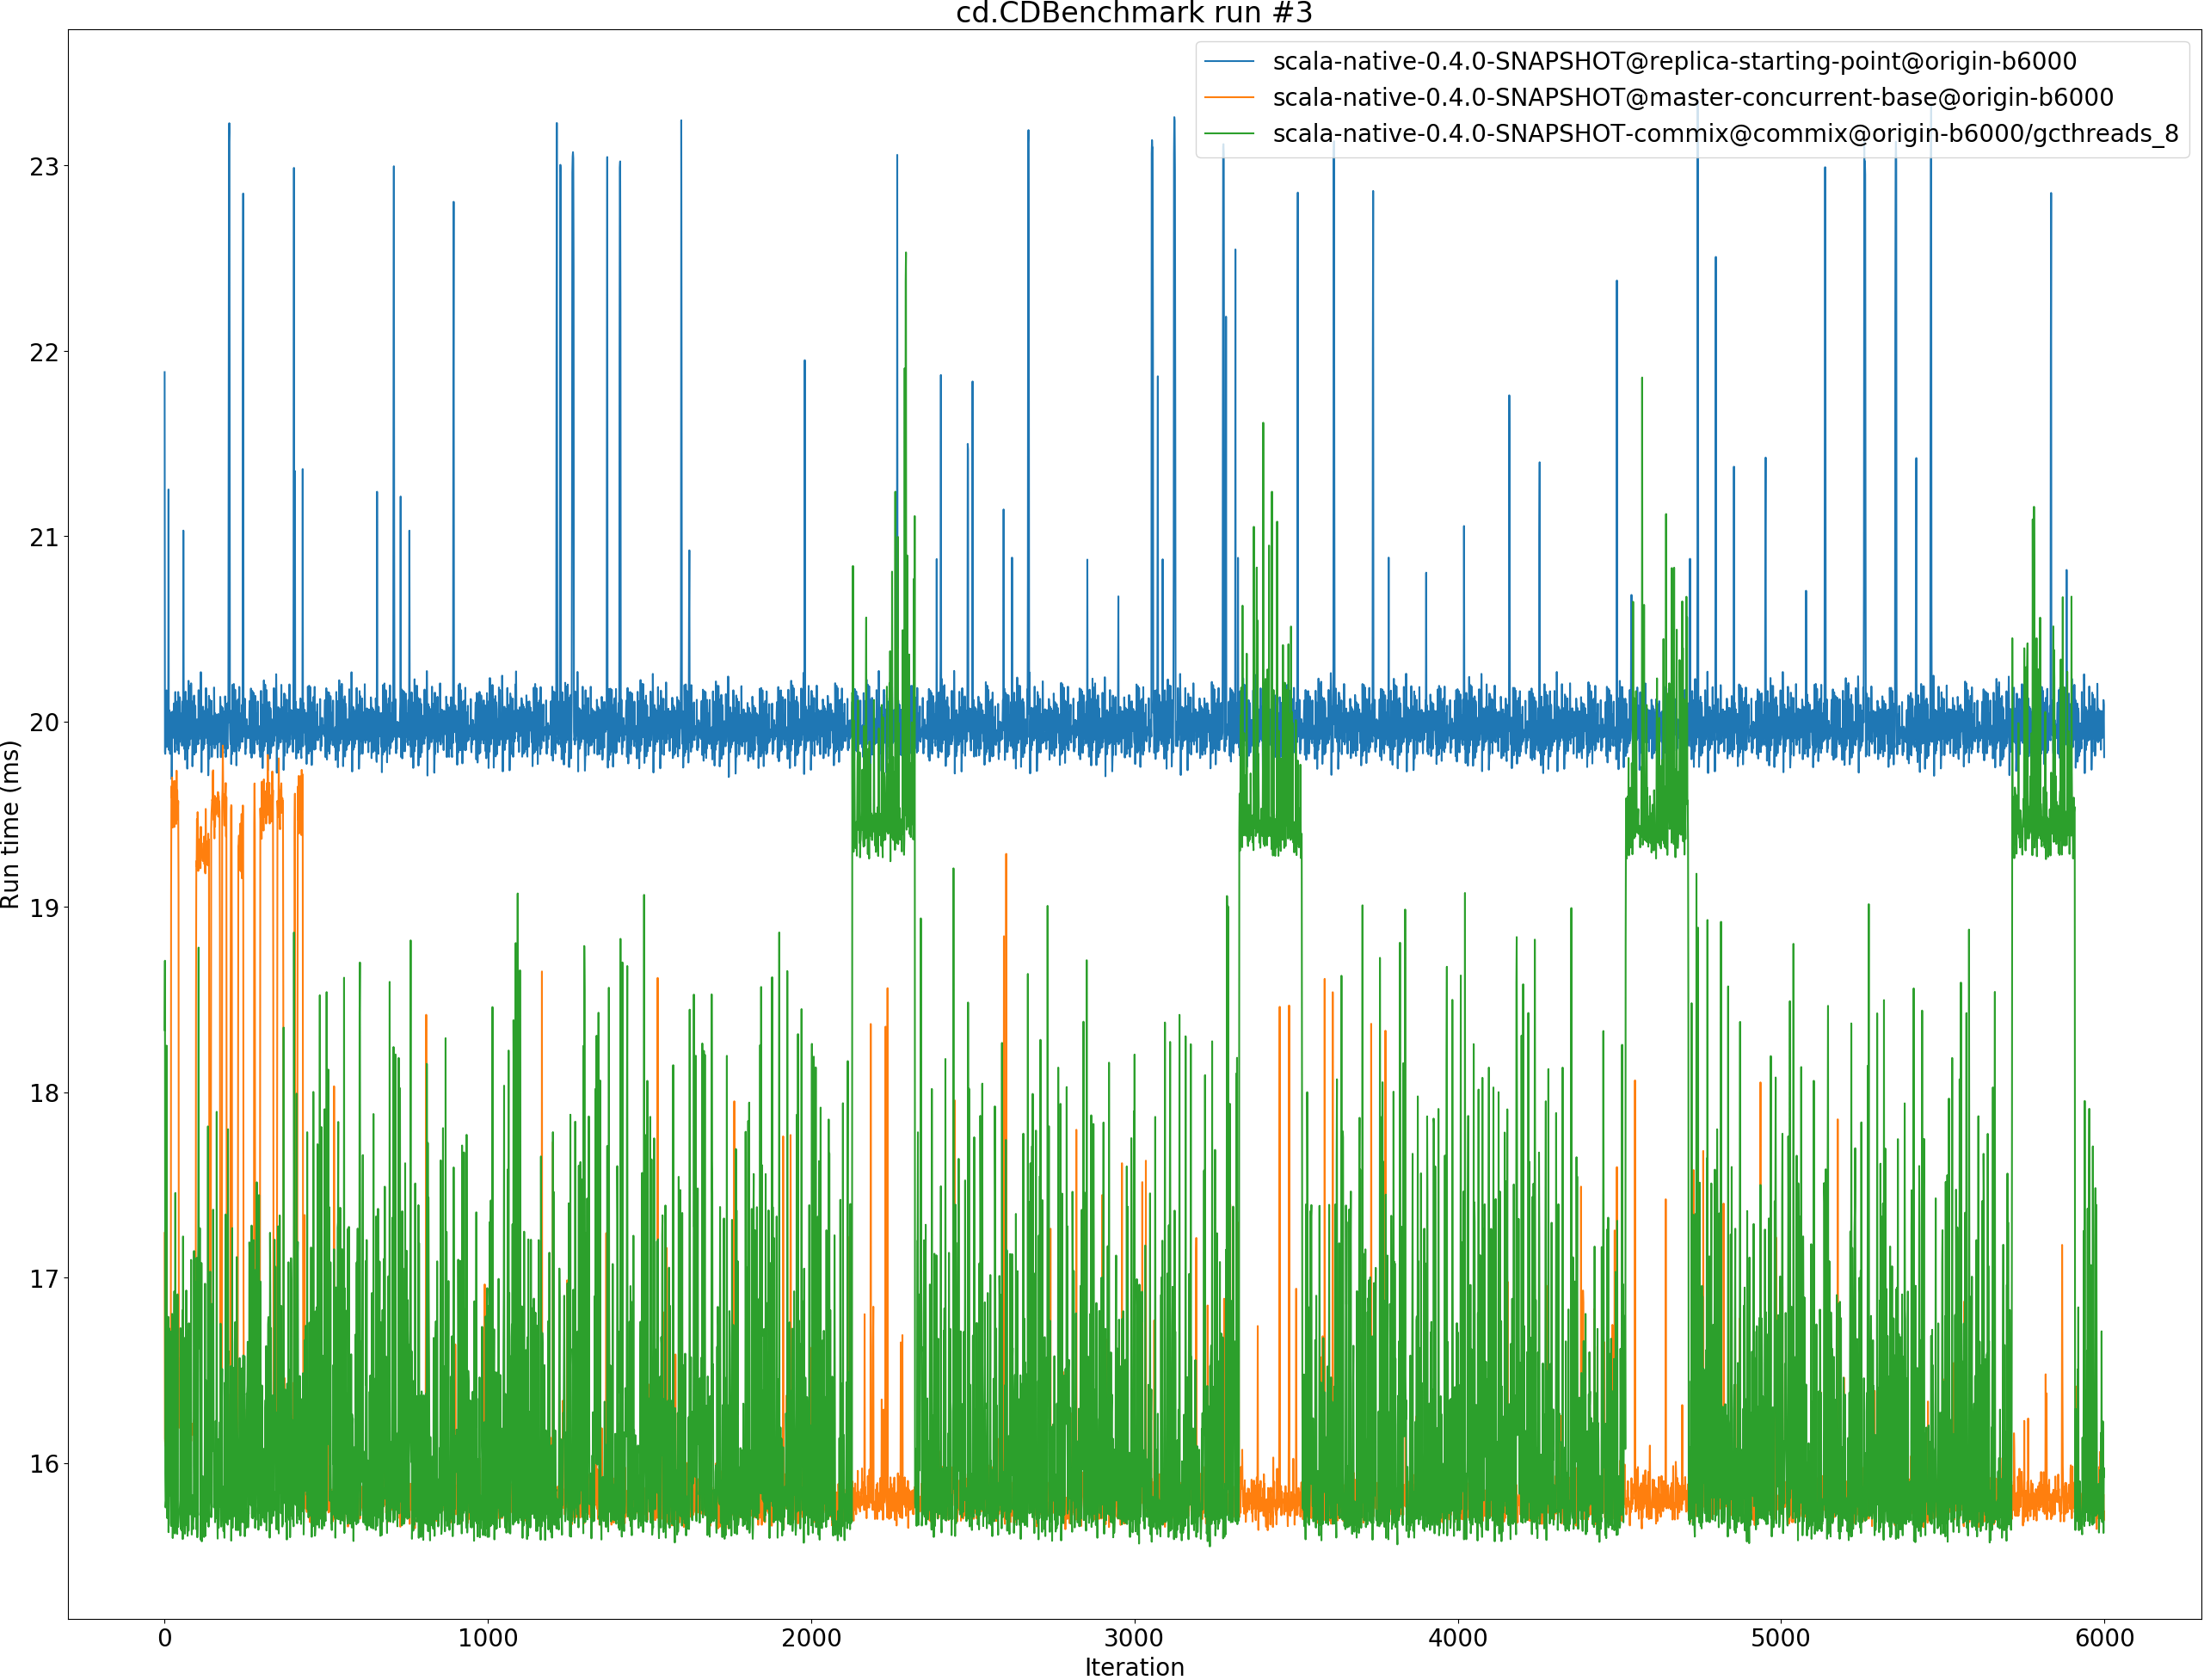 cd.CDBenchmark run #3
scala-native-0.4.0-SNAPSHOT@replica-starting-point@origin-b6000
scala-native-0.4.0-SNAPSHOT@master-concurrent-base@origin-b6000
scala-native-0.4.0-SNAPSHOT-commix@commix@origin-b6000/gcthreads_8
23
22
21
20
19
18
17
16
Run time (ms)
0 1000 2000 3000 4000 5000 6000
Iteration